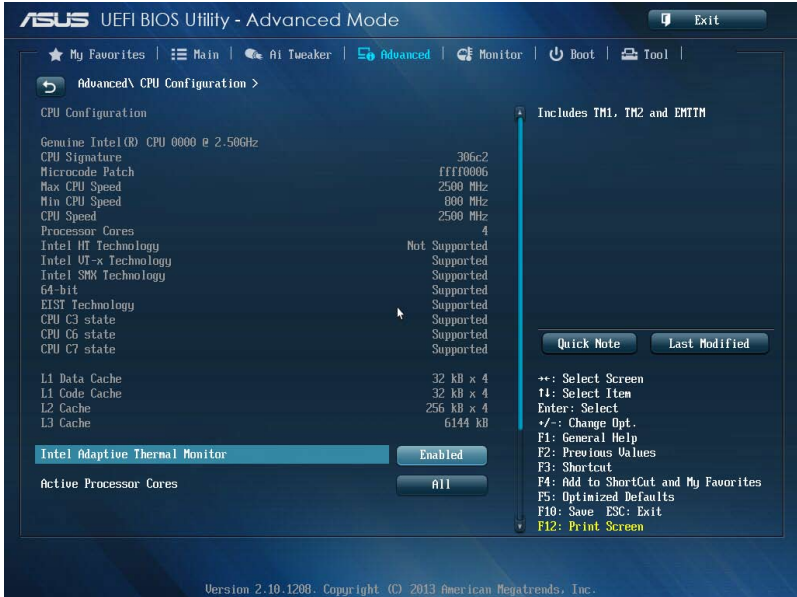 ASUS UEFI BIOS Utility - Advanced Mode
Exit
My Favorites | Main | Ai Tweaker | Advanced | Monitor | Boot | Tool |
Advanced\ CPU Configuration >
CPU Configuration
Includes TM1, TM2 and EMTTM
Genuine Intel(R) CPU 0000 @ 2.50GHz
CPU Signature 306c2
Microcode Patch ffff0006
Max CPU Speed 2500 MHz
Min CPU Speed 800 MHz
CPU Speed 2500 MHz
Processor Cores 4
Intel HT Technology Not Supported
Intel VT-x Technology Supported
Intel SMX Technology Supported
64-bit Supported
EIST Technology Supported
CPU C3 state Supported
CPU C6 state Supported
CPU C7 state Supported
L1 Data Cache 32 kB x 4
L1 Code Cache 32 kB x 4
L2 Cache 256 kB x 4
L3 Cache 6144 kB
Intel Adaptive Thermal Monitor Enabled
Active Processor Cores All
Quick Note Last Modified
→←: Select Screen
↑↓: Select Item
Enter: Select
+/-: Change Opt.
F1: General Help
F2: Previous Values
F3: Shortcut
F4: Add to ShortCut and My Favorites
F5: Optimized Defaults
F10: Save ESC: Exit
F12: Print Screen
Version 2.10.1208. Copyright (C) 2013 American Megatrends, Inc.